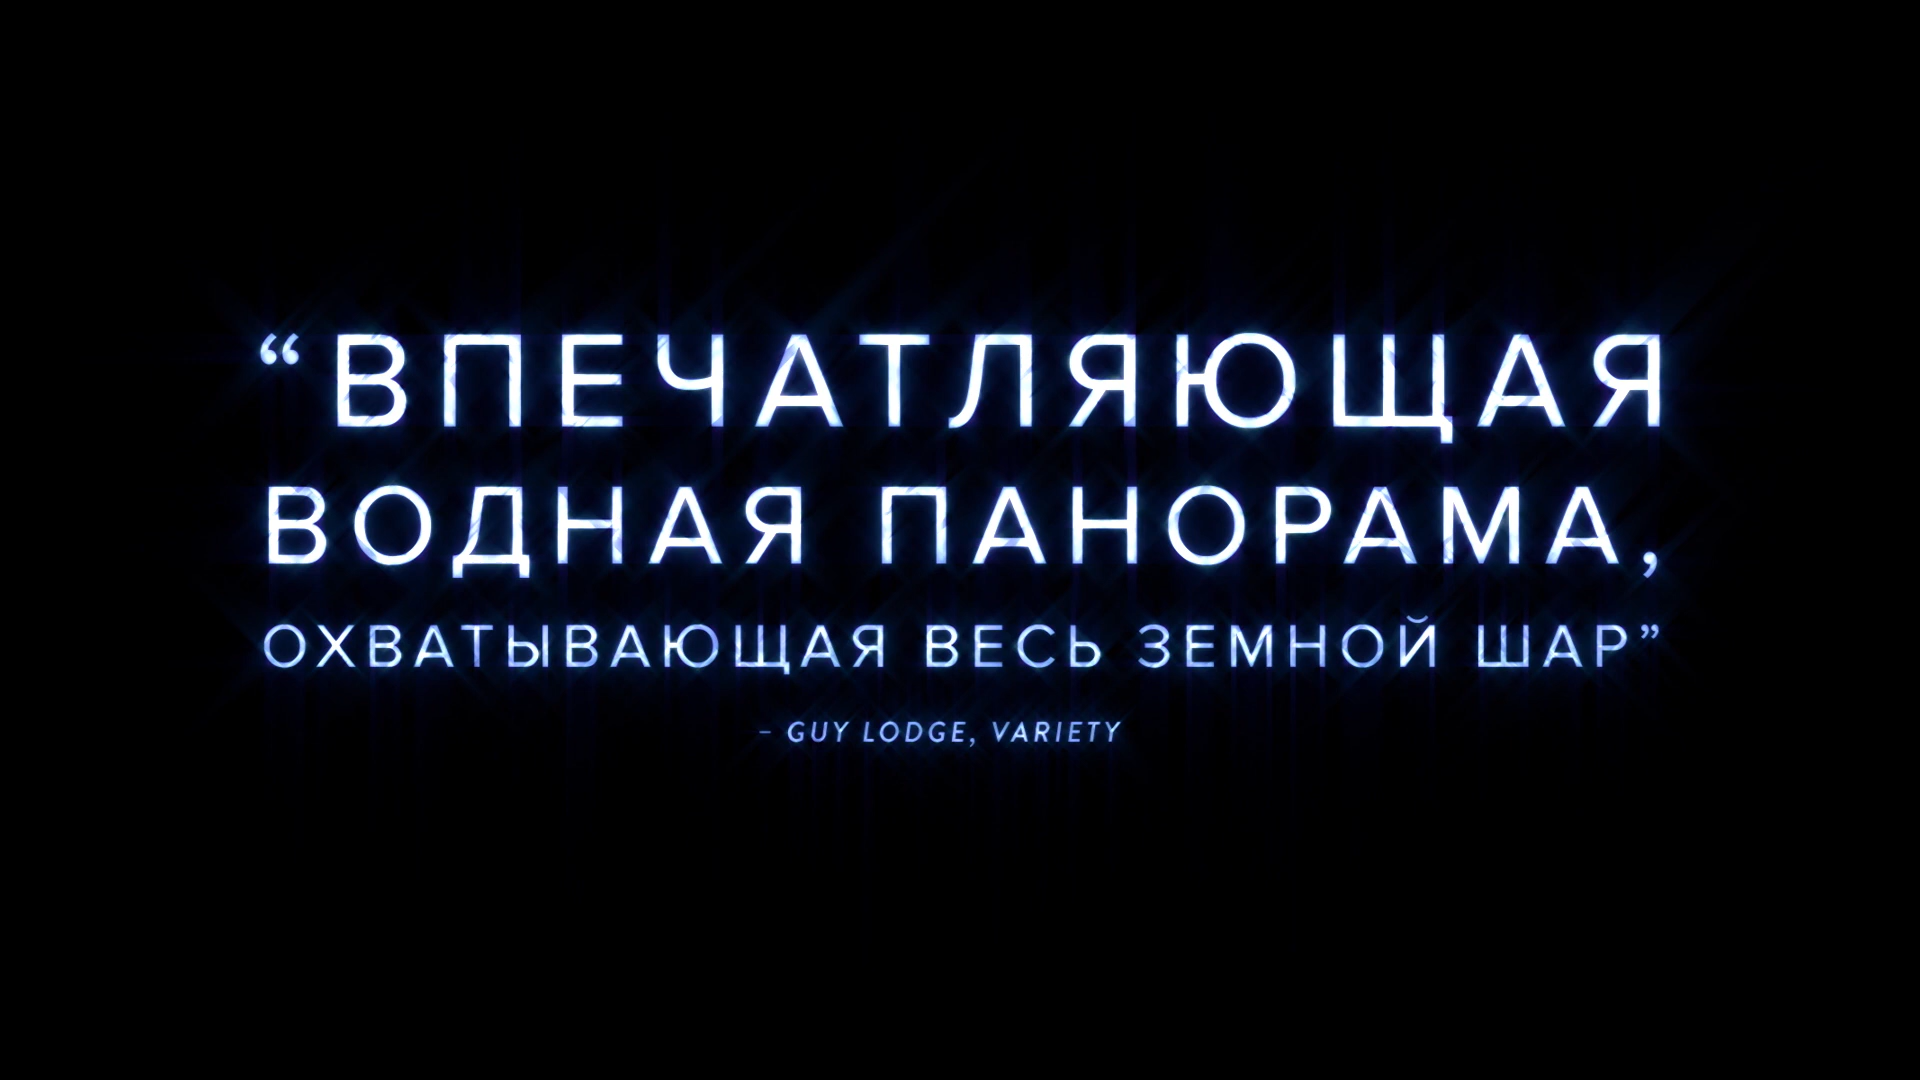 “ВПЕЧАТЛЯЮЩАЯ
ВОДНАЯ ПАНОРАМА,
ОХВАТЫВАЮЩАЯ ВЕСЬ ЗЕМНОЙ ШАР”
– GUY LODGE, VARIETY